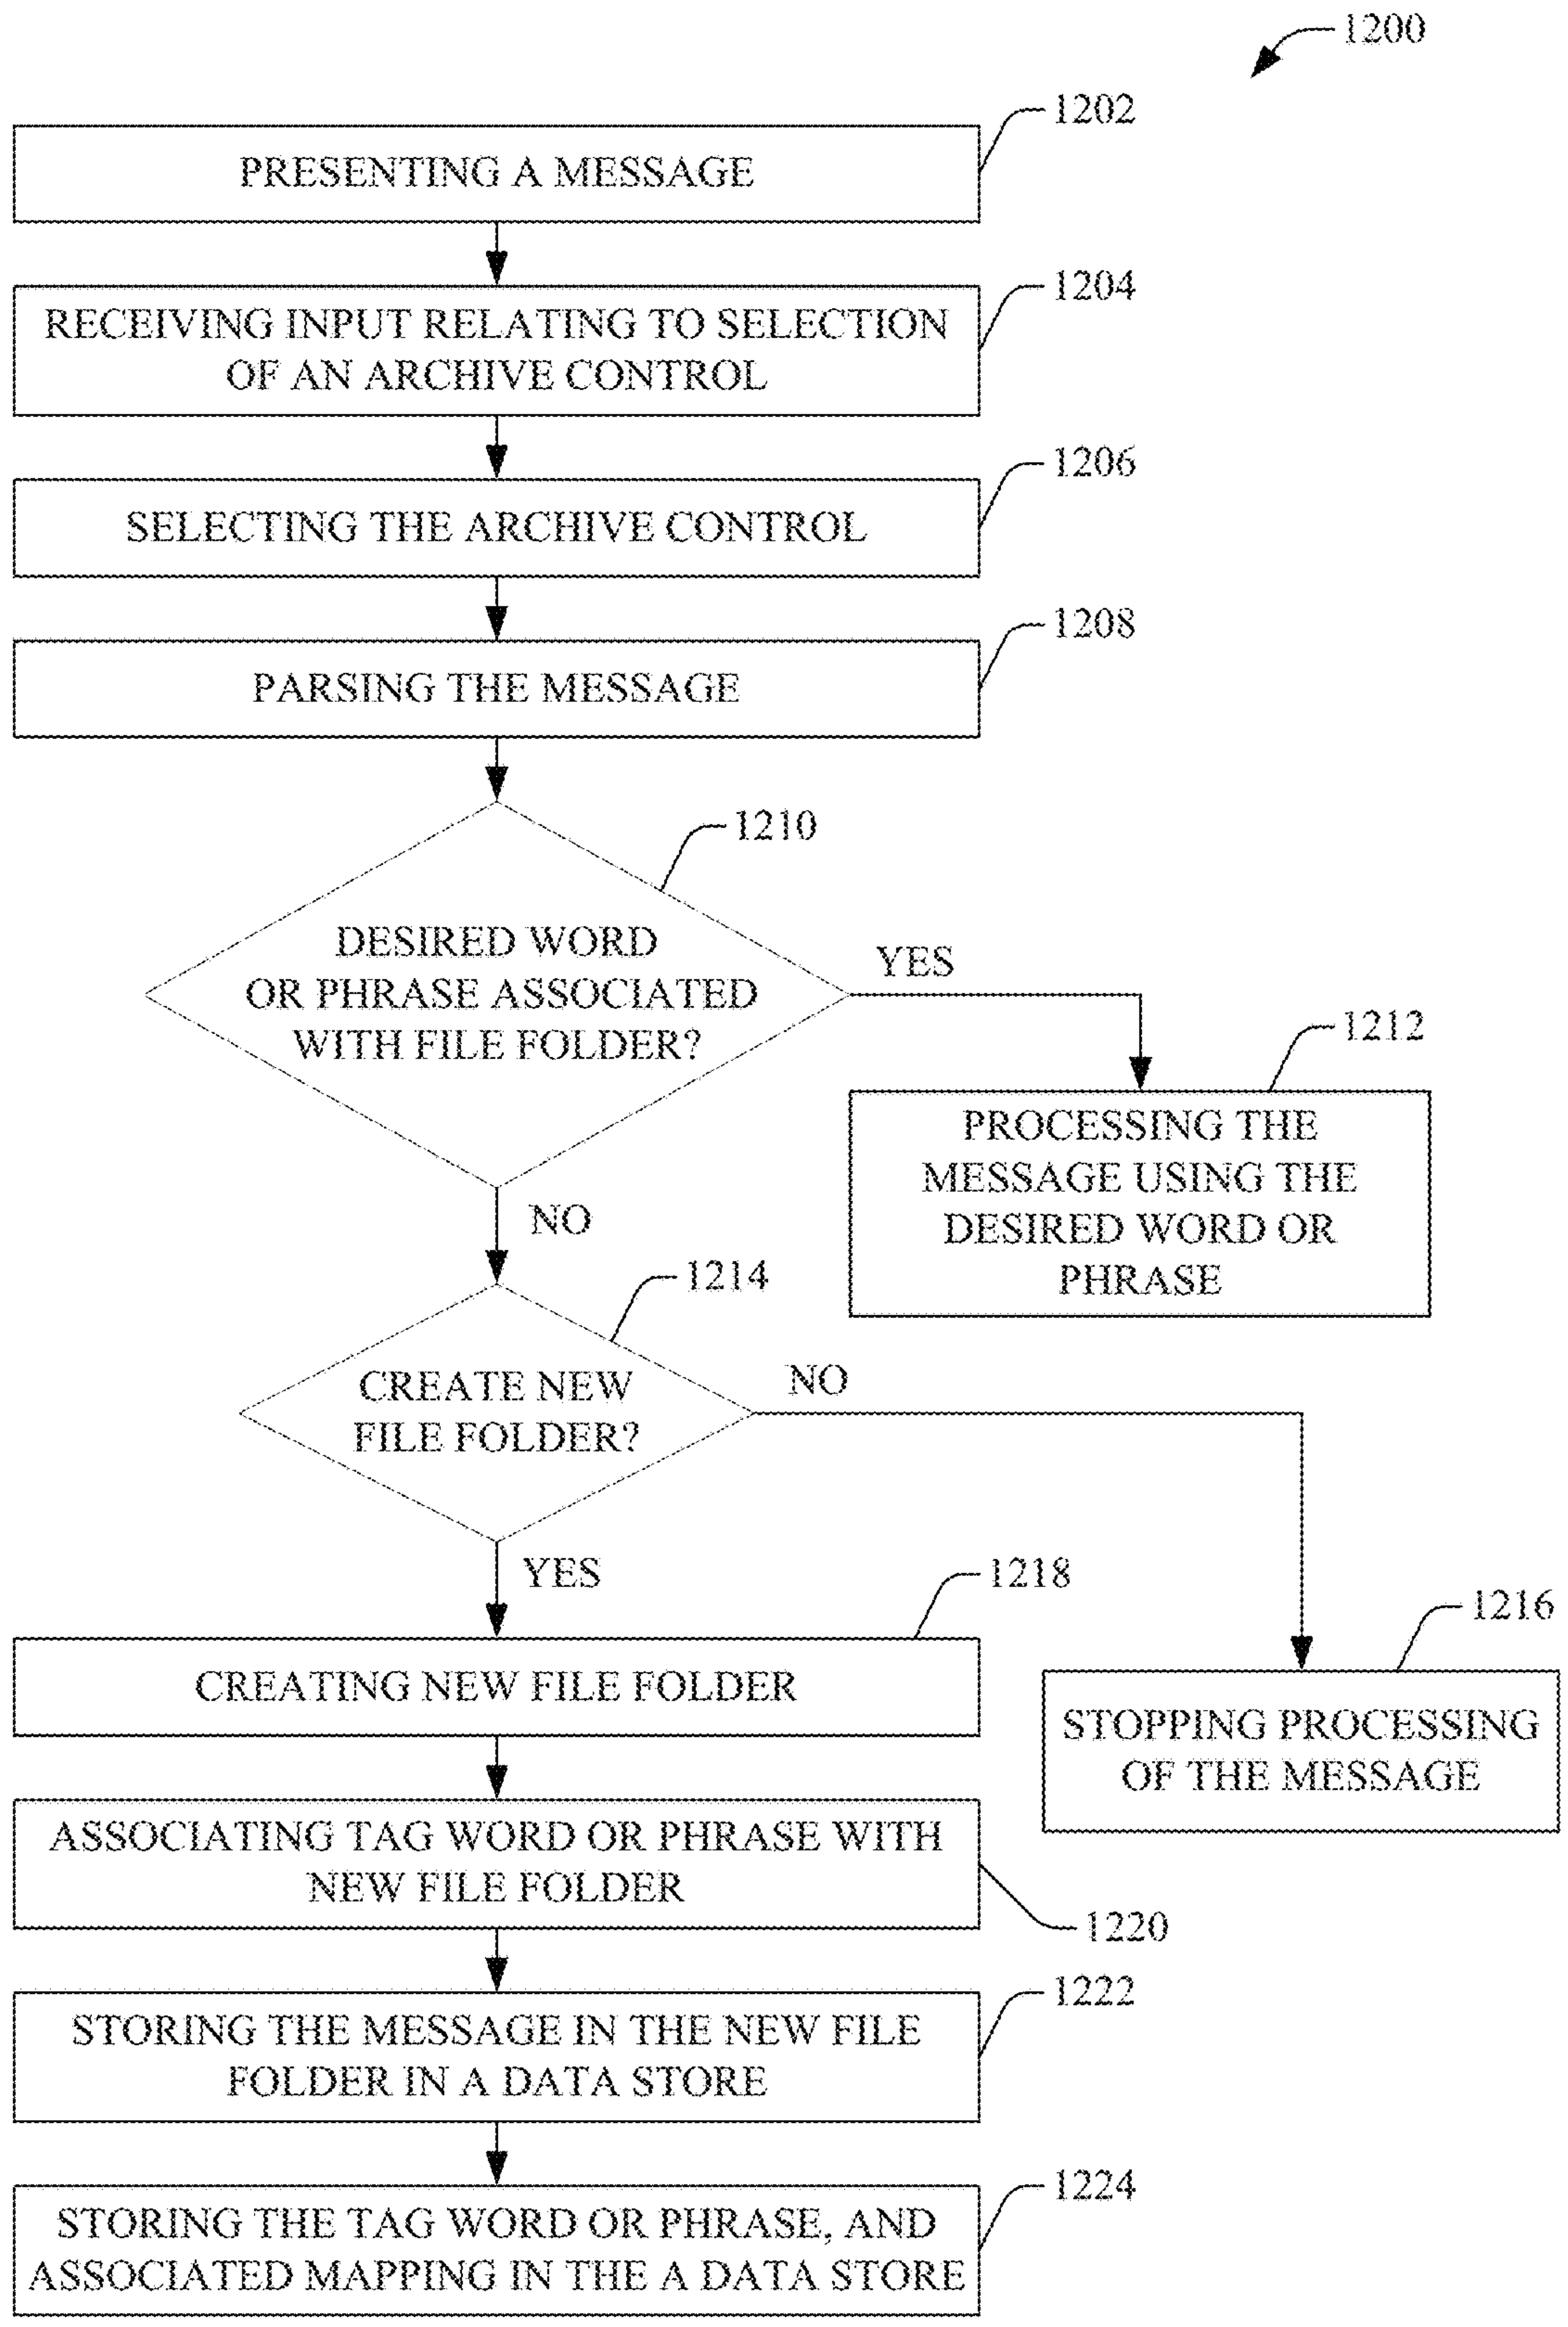 1200
1202
PRESENTING A MESSAGE
1204
RECEIVING INPUT RELATING TO SELECTION
OF AN ARCHIVE CONTROL
1206
SELECTING THE ARCHIVE CONTROL
1208
PARSING THE MESSAGE
1210
DESIRED WORD
OR PHRASE ASSOCIATED
WITH FILE FOLDER?
YES
1212
PROCESSING THE
MESSAGE USING THE
DESIRED WORD OR
PHRASE
NO
1214
CREATE NEW
FILE FOLDER?
NO
YES
1218
CREATING NEW FILE FOLDER
1216
STOPPING PROCESSING
OF THE MESSAGE
ASSOCIATING TAG WORD OR PHRASE WITH
NEW FILE FOLDER
1220
1222
STORING THE MESSAGE IN THE NEW FILE
FOLDER IN A DATA STORE
1224
STORING THE TAG WORD OR PHRASE, AND
ASSOCIATED MAPPING IN THE A DATA STORE